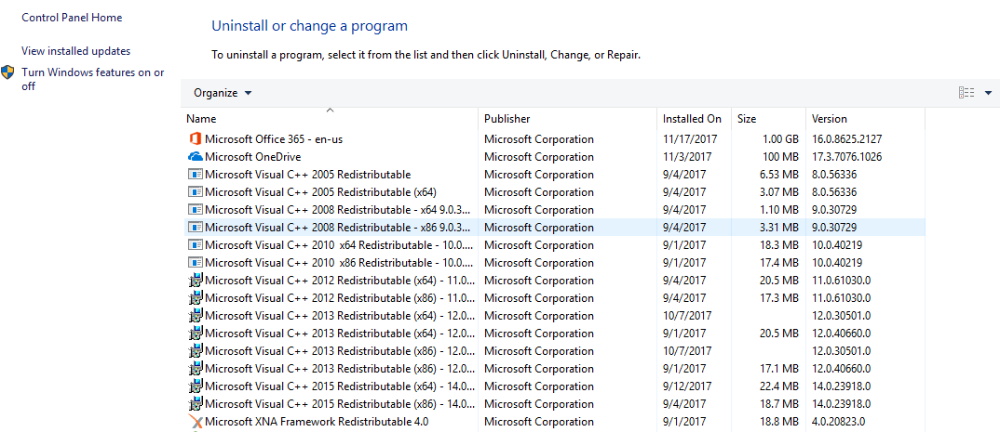 Control Panel Home
View installed updates
Turn Windows features on or
off
Uninstall or change a program
To uninstall a program, select it from the list and then click Uninstall, Change, or Repair.
Organize
Name Publisher Installed On Size Version
Microsoft Office 365 - en-us Microsoft Corporation 11/17/2017 1.00 GB 16.0.8625.2127
Microsoft OneDrive Microsoft Corporation 11/3/2017 100 MB 17.3.7076.1026
Microsoft Visual C++ 2005 Redistributable Microsoft Corporation 9/4/2017 6.53 MB 8.0.56336
Microsoft Visual C++ 2005 Redistributable (x64) Microsoft Corporation 9/4/2017 3.07 MB 8.0.56336
Microsoft Visual C++ 2008 Redistributable - x64 9.0.3... Microsoft Corporation 9/4/2017 1.10 MB 9.0.30729
Microsoft Visual C++ 2008 Redistributable - x86 9.0.3... Microsoft Corporation 9/4/2017 3.31 MB 9.0.30729
Microsoft Visual C++ 2010 x64 Redistributable - 10.0.... Microsoft Corporation 9/1/2017 18.3 MB 10.0.40219
Microsoft Visual C++ 2010 x86 Redistributable - 10.0.... Microsoft Corporation 9/1/2017 17.4 MB 10.0.40219
Microsoft Visual C++ 2012 Redistributable (x64) - 11.0... Microsoft Corporation 9/4/2017 20.5 MB 11.0.61030.0
Microsoft Visual C++ 2012 Redistributable (x86) - 11.0... Microsoft Corporation 9/4/2017 17.3 MB 11.0.61030.0
Microsoft Visual C++ 2013 Redistributable (x64) - 12.0... Microsoft Corporation 10/7/2017 12.0.30501.0
Microsoft Visual C++ 2013 Redistributable (x64) - 12.0... Microsoft Corporation 9/1/2017 20.5 MB 12.0.40660.0
Microsoft Visual C++ 2013 Redistributable (x86) - 12.0... Microsoft Corporation 10/7/2017 12.0.30501.0
Microsoft Visual C++ 2013 Redistributable (x86) - 12.0... Microsoft Corporation 9/1/2017 17.1 MB 12.0.40660.0
Microsoft Visual C++ 2015 Redistributable (x64) - 14.0... Microsoft Corporation 9/12/2017 22.4 MB 14.0.23918.0
Microsoft Visual C++ 2015 Redistributable (x86) - 14.0... Microsoft Corporation 9/4/2017 18.7 MB 14.0.23918.0
Microsoft XNA Framework Redistributable 4.0 Microsoft Corporation 9/1/2017 18.8 MB 4.0.20823.0